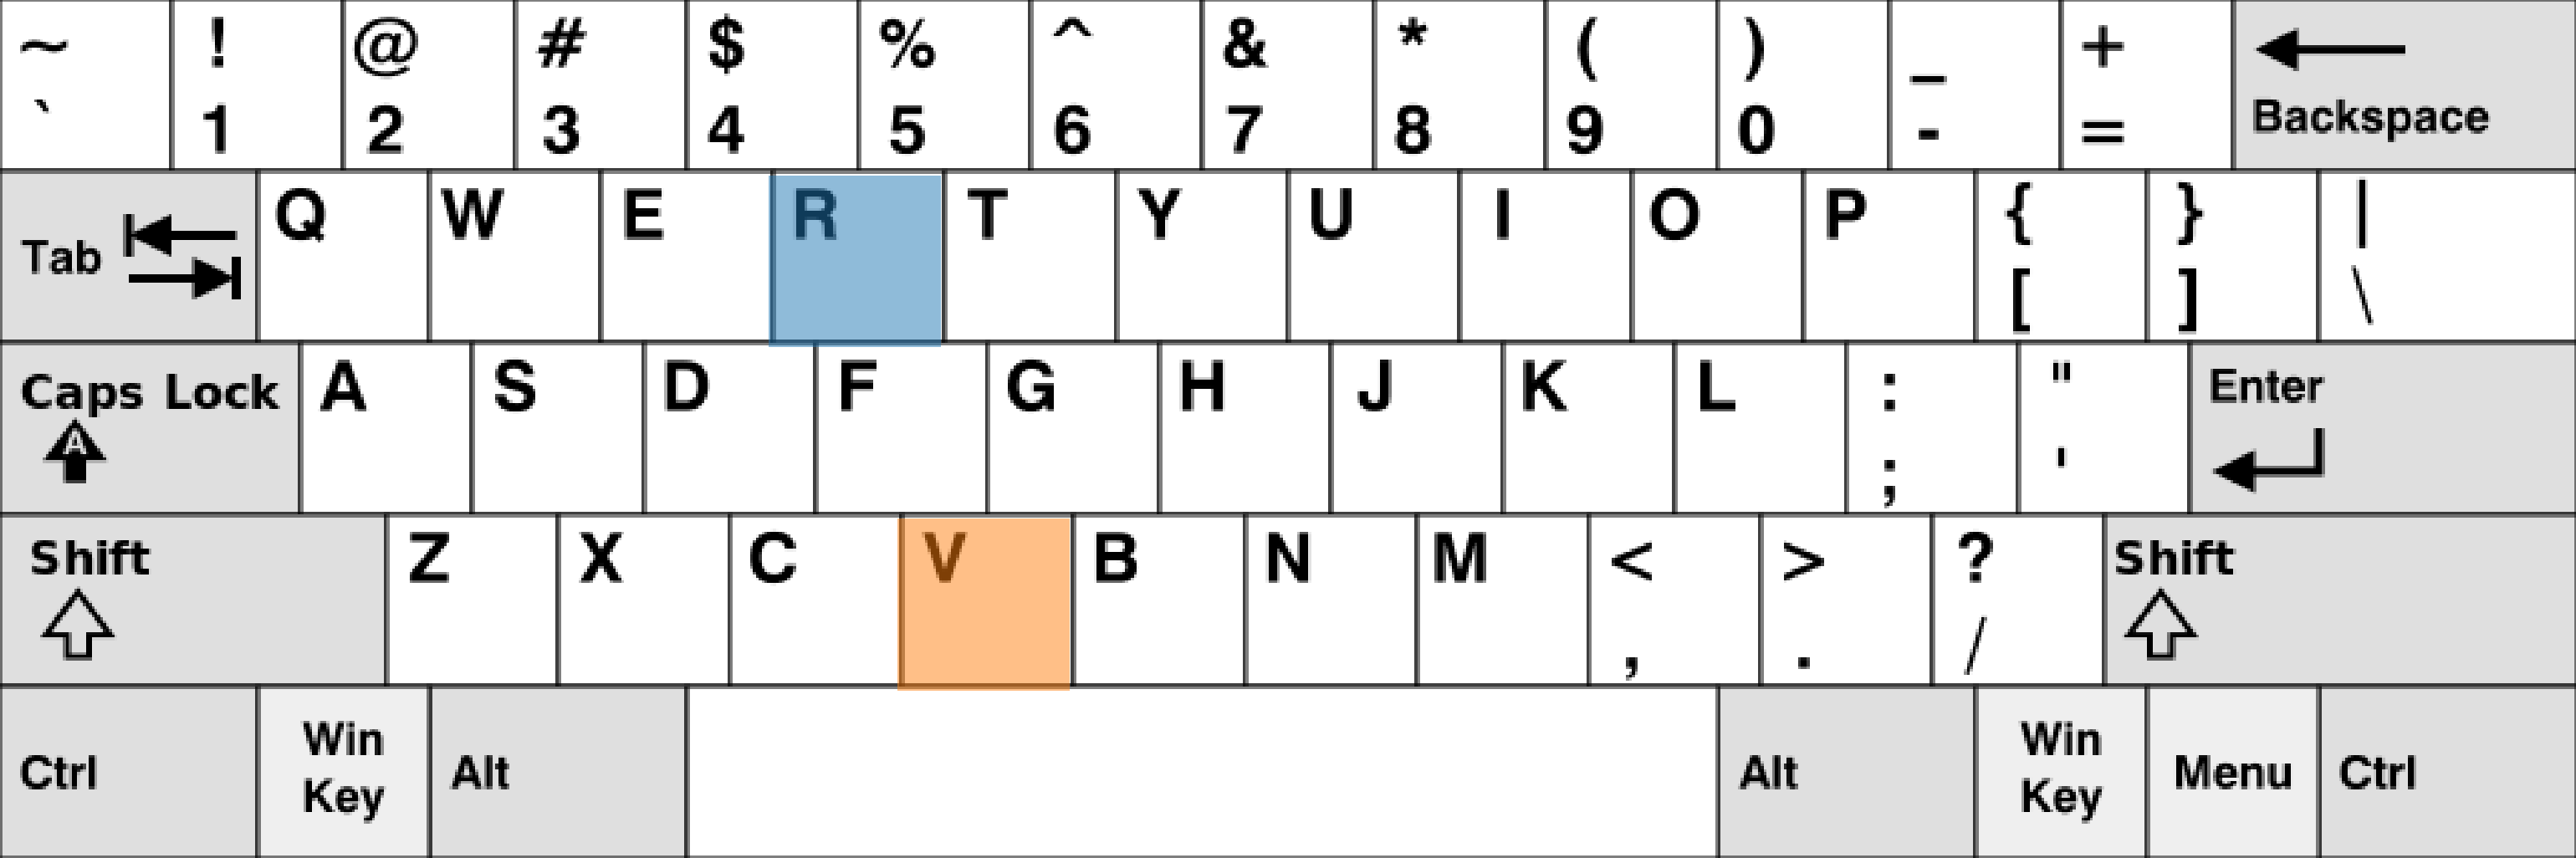 ~ ! @ # $ % ^ & * ( ) _ +
` 1 2 3 4 5 6 7 8 9 0 - = Backspace
Tab Q W E R T Y U I O P { } |
[ ] \
Caps Lock A S D F G H J K L : " Enter
A ; '
Shift Z X C V B N M < > ? Shift
, . /
Ctrl Win Key Alt Alt Win Key Menu Ctrl